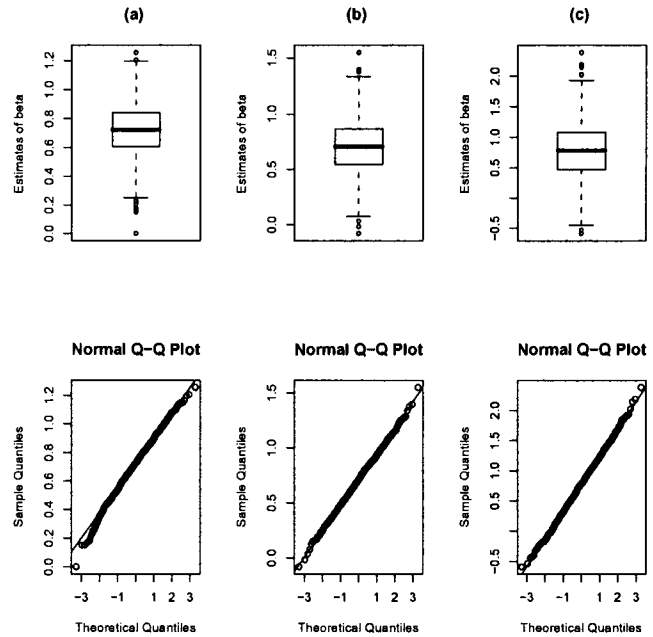 (a) (b) (c)
Estimates of beta
0.0 0.2 0.4 0.6 0.8 1.0 1.2
Estimates of beta
0.0 0.5 1.0 1.5
Estimates of beta
−0.5 0.5 1.0 1.5 2.0
Normal Q−Q Plot Normal Q−Q Plot Normal Q−Q Plot
Sample Quantiles
0.0 0.2 0.4 0.6 0.8 1.0 1.2
Sample Quantiles
0.0 0.5 1.0 1.5
Sample Quantiles
−0.5 0.5 1.0 1.5 2.0
−3 −1 1 2 3 −3 −1 1 2 3 −3 −1 1 2 3
Theoretical Quantiles Theoretical Quantiles Theoretical Quantiles